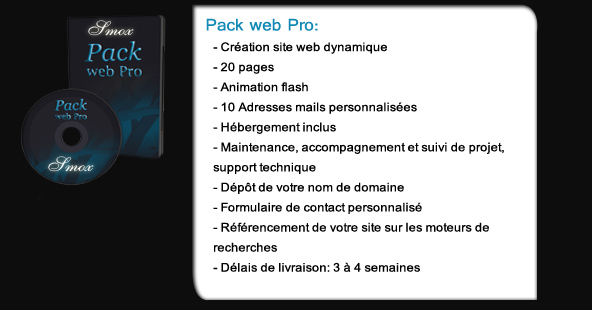 Smox
Pack
web Pro
Pack
web Pro
Smox
Pack web Pro:
- Création site web dynamique
- 20 pages
- Animation flash
- 10 Adresses mails personnalisées
- Hébergement inclus
- Maintenance, accompagnement et suivi de projet,
support technique
- Dépôt de votre nom de domaine
- Formulaire de contact personnalisé
- Référencement de votre site sur les moteurs de
recherches
- Délais de livraison: 3 à 4 semaines